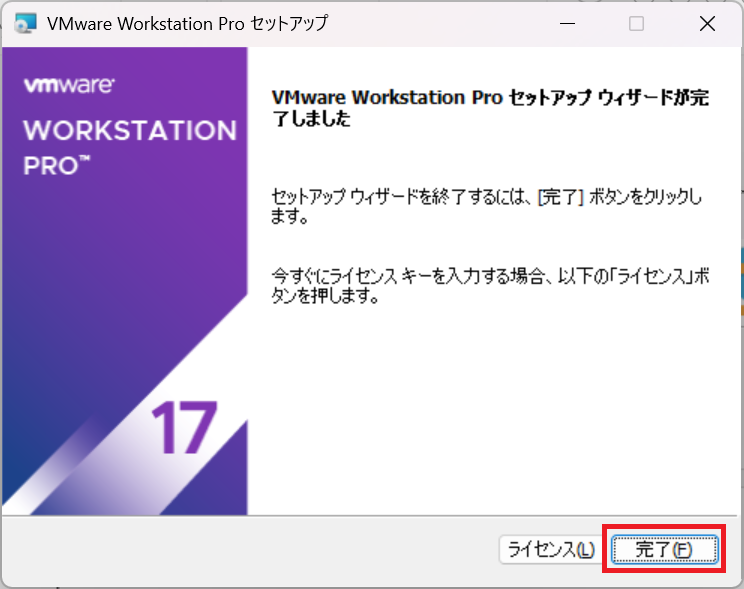 VMware Workstation Pro セットアップ
vmware®
WORKSTATION
PRO™
17
VMware Workstation Pro セットアップ ウィザードが完
了しました
セットアップ ウィザードを終了するには、[完了] ボタンをクリックし
ます。
今すぐにライセンス キーを入力する場合、以下の「ライセンス」ボ
タンを押します。
ライセンス(L)
完了(F)